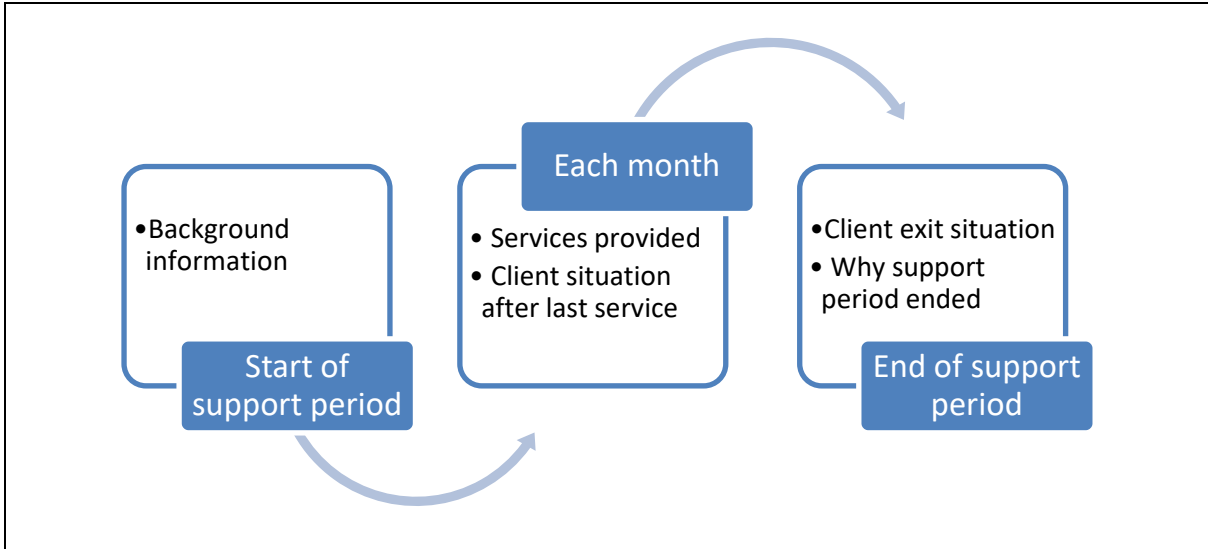 •Background
information
Start of
support period
Each month
• Services provided
• Client situation
after last service
•Client exit situation
• Why support
period ended
End of support
period